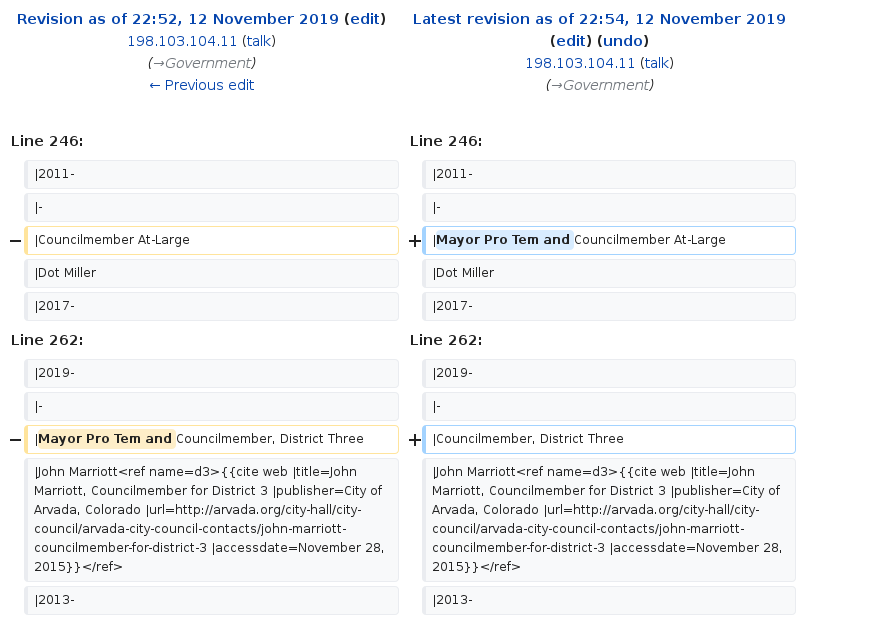 Revision as of 22:52, 12 November 2019 (edit)
198.103.104.11 (talk)
(→Government)
← Previous edit
Latest revision as of 22:54, 12 November 2019
(edit) (undo)
198.103.104.11 (talk)
(→Government)
Line 246:
Line 246:
|2011-
|2011-
|-
|-
− |Councilmember At-Large
+ |Mayor Pro Tem and Councilmember At-Large
|Dot Miller
|Dot Miller
|2017-
|2017-
Line 262:
Line 262:
|2019-
|2019-
|-
|-
− |Mayor Pro Tem and Councilmember, District Three
+ |Councilmember, District Three
|John Marriott<ref name=d3>{{cite web |title=John
Marriott, Councilmember for District 3 |publisher=City of
Arvada, Colorado |url=http://arvada.org/city-hall/city-
council/arvada-city-council-contacts/john-marriott-
councilmember-for-district-3 |accessdate=November 28,
2015}}</ref>
|John Marriott<ref name=d3>{{cite web |title=John
Marriott, Councilmember for District 3 |publisher=City of
Arvada, Colorado |url=http://arvada.org/city-hall/city-
council/arvada-city-council-contacts/john-marriott-
councilmember-for-district-3 |accessdate=November 28,
2015}}</ref>
|2013-
|2013-